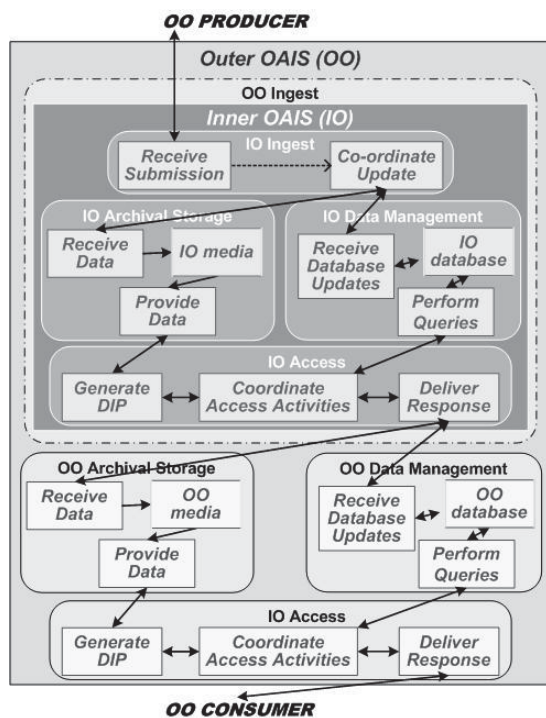 OO PRODUCER
Outer OAIS (OO)
OO Ingest
Inner OAIS (IO)
IO Ingest
Receive
Submission
Co-ordinate
Update
IO Archival Storage
Receive
Data
IO media
Provide
Data
IO Data Management
Receive
Database
Updates
IO
database
Perform
Queries
IO Access
Generate
DIP
Coordinate
Access Activities
Deliver
Response
OO Archival Storage
Receive
Data
OO
media
Provide
Data
OO Data Management
Receive
Database
Updates
OO
database
Perform
Queries
IO Access
Generate
DIP
Coordinate
Access Activities
Deliver
Response
OO CONSUMER